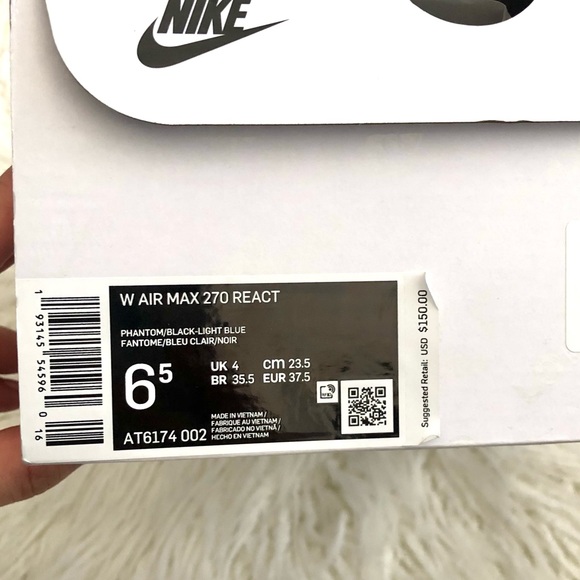 NIKE
W AIR MAX 270 REACT
PHANTOM/BLACK-LIGHT BLUE
FANTOME/BLEU CLAIR/NOIR
6⁵
UK 4 cm 23.5
BR 35.5 EUR 37.5
MADE IN VIETNAM /
FABRIQUE AU VIETNAM /
FABRICADO NO VIETNÃ /
HECHO EN VIETNAM
AT6174 002
1 93145 54596 0 16
Suggested Retail: USD $150.00